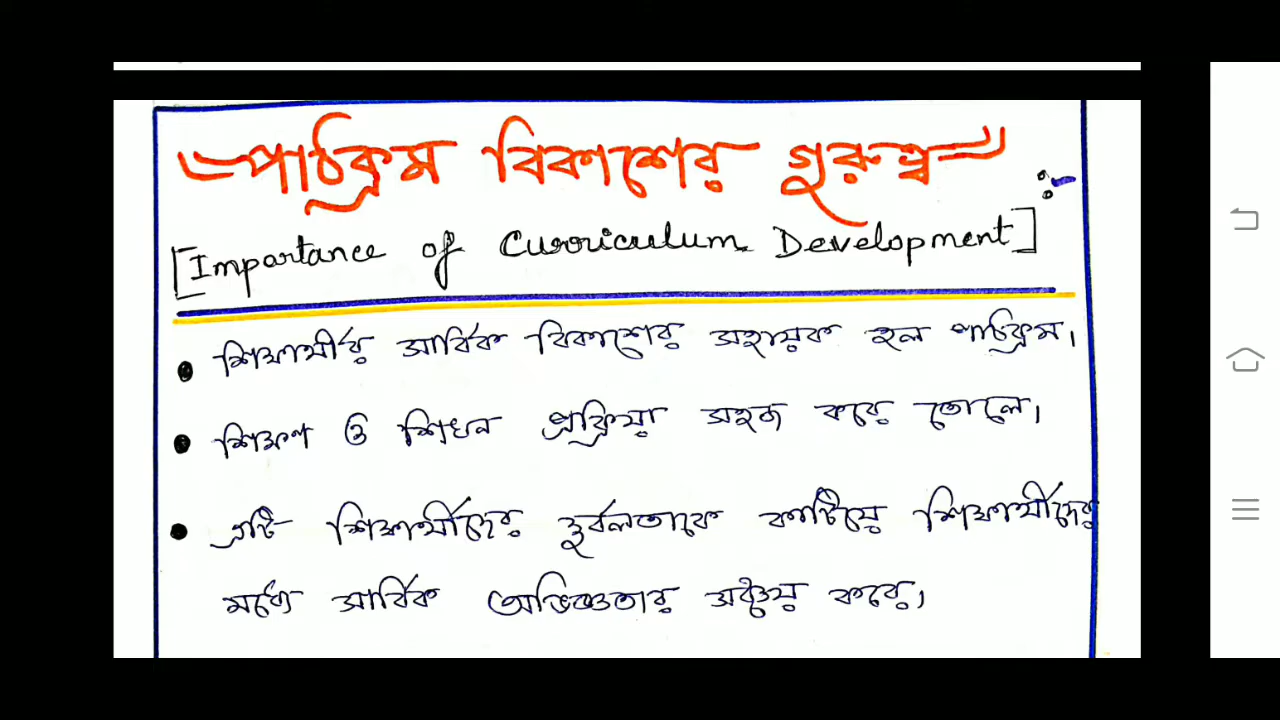 পাঠক্রম বিকাশের গুরুত্ব :-
[Importance of Curriculum Development]
• শিক্ষার্থীর সার্বিক বিকাশের সহায়ক হল পাঠক্রম।
• শিক্ষণ ও শিখন প্রক্রিয়া সহজ করে তোলে।
• এটি শিক্ষার্থীদের দুর্বলতাকে কাটিয়ে শিক্ষার্থীদের
মধ্যে সার্বিক অভিজ্ঞতার সঞ্চয় করে।